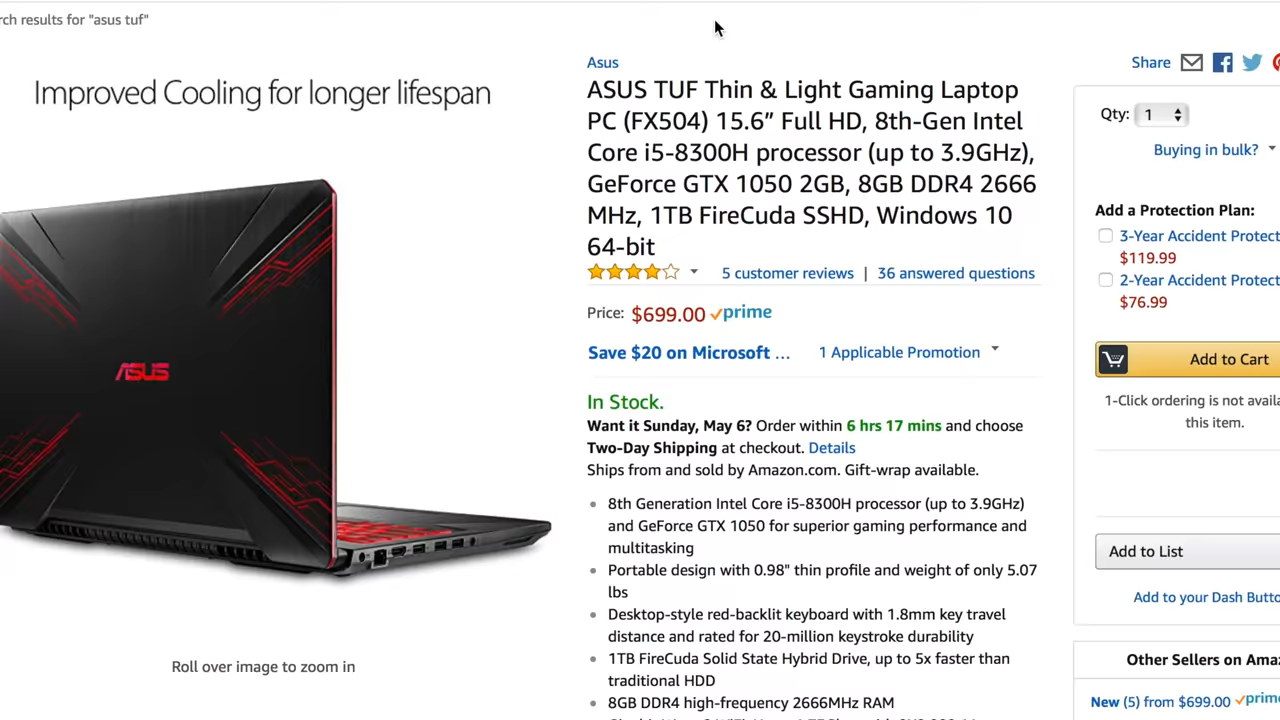 rch results for "asus tuf"
Improved Cooling for longer lifespan
ASUS
Roll over image to zoom in
Asus
ASUS TUF Thin & Light Gaming Laptop
PC (FX504) 15.6” Full HD, 8th-Gen Intel
Core i5-8300H processor (up to 3.9GHz),
GeForce GTX 1050 2GB, 8GB DDR4 2666
MHz, 1TB FireCuda SSHD, Windows 10
64-bit
5 customer reviews | 36 answered questions
Price: $699.00 prime
Save $20 on Microsoft ... 1 Applicable Promotion
In Stock.
Want it Sunday, May 6? Order within 6 hrs 17 mins and choose
Two-Day Shipping at checkout. Details
Ships from and sold by Amazon.com. Gift-wrap available.
8th Generation Intel Core i5-8300H processor (up to 3.9GHz)
and GeForce GTX 1050 for superior gaming performance and
multitasking
Portable design with 0.98" thin profile and weight of only 5.07
lbs
Desktop-style red-backlit keyboard with 1.8mm key travel
distance and rated for 20-million keystroke durability
1TB FireCuda Solid State Hybrid Drive, up to 5x faster than
traditional HDD
8GB DDR4 high-frequency 2666MHz RAM
Share
Qty: 1
Buying in bulk?
Add a Protection Plan:
3-Year Accident Protect
$119.99
2-Year Accident Protect
$76.99
Add to Cart
1-Click ordering is not availa
this item.
Add to List
Add to your Dash Butto
Other Sellers on Ama
New (5) from $699.00 prime